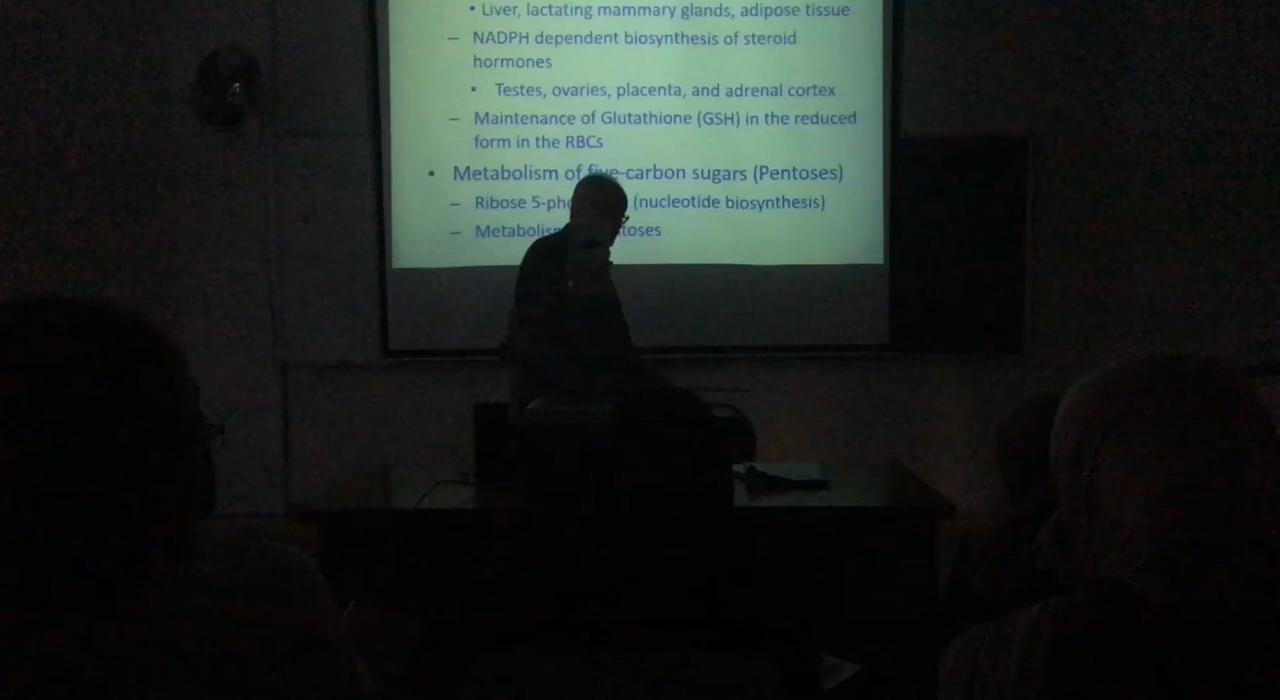 • Liver, lactating mammary glands, adipose tissue
– NADPH dependent biosynthesis of steroid
hormones
• Testes, ovaries, placenta, and adrenal cortex
– Maintenance of Glutathione (GSH) in the reduced
form in the RBCs
• Metabolism of five-carbon sugars (Pentoses)
– Ribose 5-pho (nucleotide biosynthesis)
– Metabolis toses